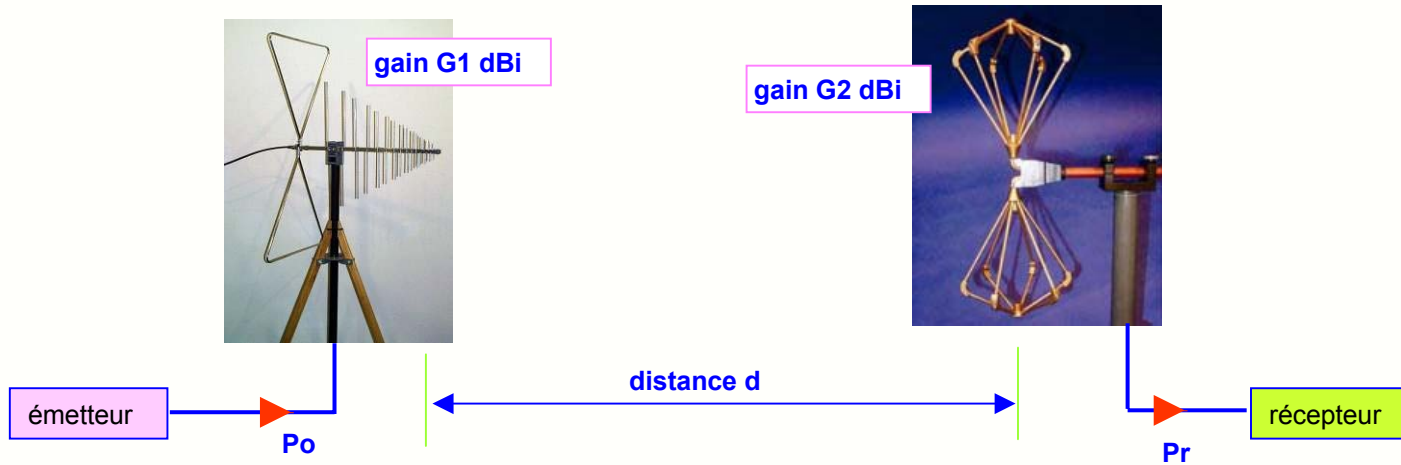 gain G1 dBi
gain G2 dBi
distance d
émetteur
récepteur
Po
Pr